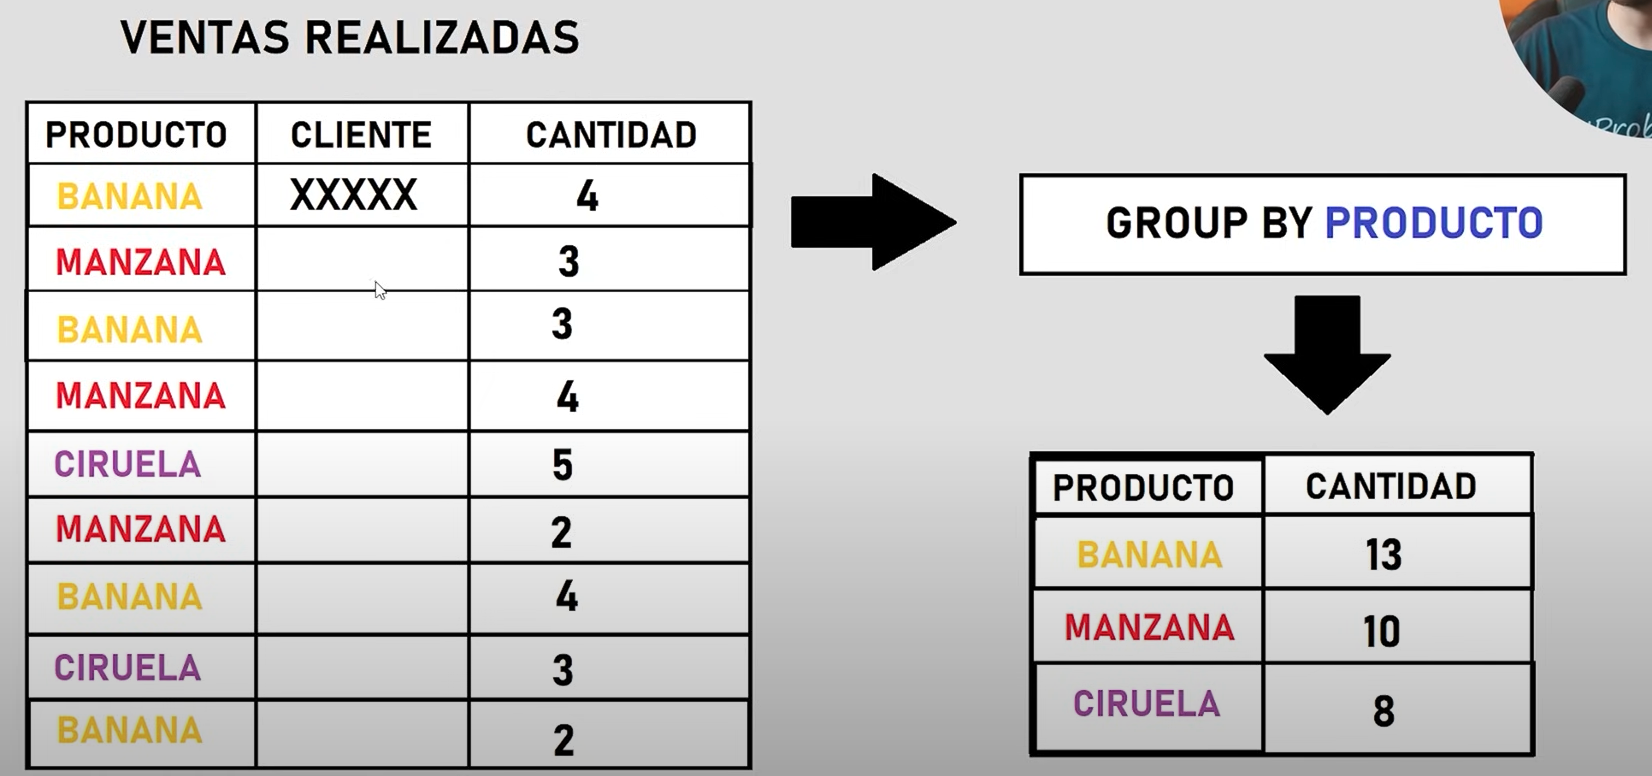 VENTAS REALIZADAS
PRODUCTO CLIENTE CANTIDAD
BANANA XXXXX 4
MANZANA 3
BANANA 3
MANZANA 4
CIRUELA 5
MANZANA 2
BANANA 4
CIRUELA 3
BANANA 2
GROUP BY PRODUCTO
PRODUCTO CANTIDAD
BANANA 13
MANZANA 10
CIRUELA 8